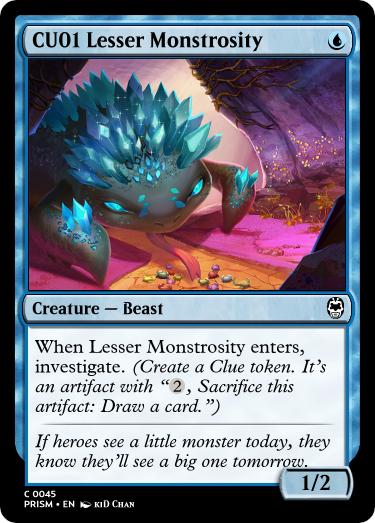 CU01 Lesser Monstrosity
Creature — Beast
When Lesser Monstrosity enters,
investigate. (Create a Clue token. It's
an artifact with “2, Sacrifice this
artifact: Draw a card.”)
If heroes see a little monster today, they
know they'll see a big one tomorrow.
1/2
C 0045
PRISM • EN kiD Chan